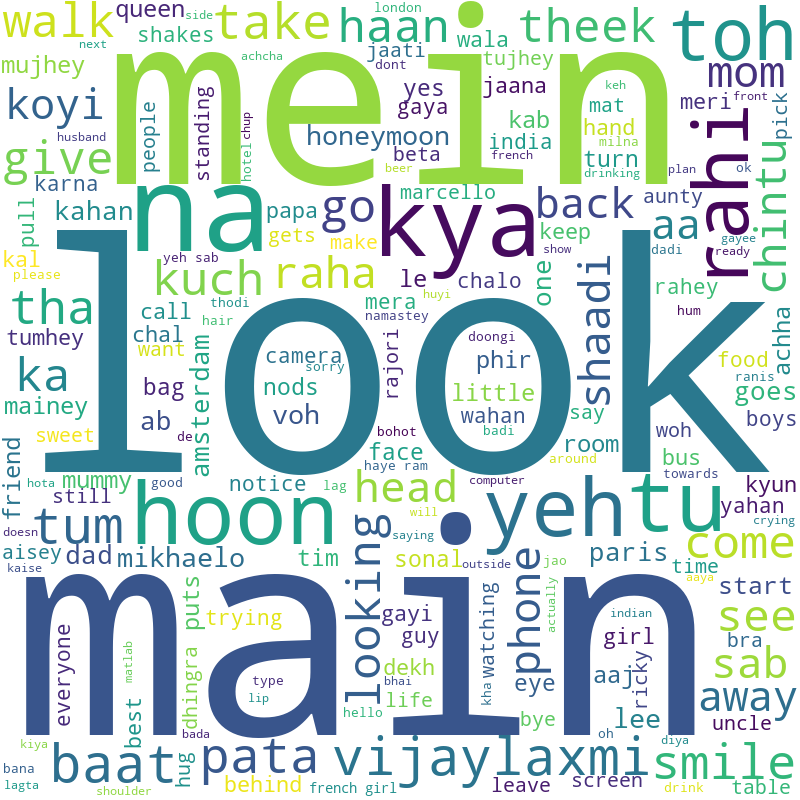 side london
next queen
walk take haan theek toh
shakes achcha jaati wala dont
mujhey mein tujhey mom
husband people standing hotel chup yes gaya jaana mat keh meri front
koyi honeymoon kab hand pick
give beta india turn milna rahi
beer french drinking plan ok
karna na marcello aunty
kahan papa go kya back aa chintu
pull gets make keep dadi gayee
kal yeh sab show ready
please kuch raha le chalo one rahey
tha thodi mera huyi shaadi hum
tumhey call hair namastey achha
chal want camera rajori doongi phir food ranis
ka sorry
mainey bag amsterdam nods little goes
sweet ab voh look wahan say boys
de bohot badi room woh
friend good haye ram face around bus towards
hota mummy notice lag head computer kyun
still tu
doesn tum hoon will yeh yahan
crying
aisey dad mikhaelo tim saying sonal outside paris come
kaise jao time
main phone aaya start
puts looking trying gayi guy watching actually indian girl see
everyone matlab dhingra type dekh kha eye bra
best lip bhai life aaj ricky sab
hello bye lee away
kiya bada oh uncle
baat hug pata vijaylaxmi diya smile
bana behind leave screen
lagta shoulder french girl drink table